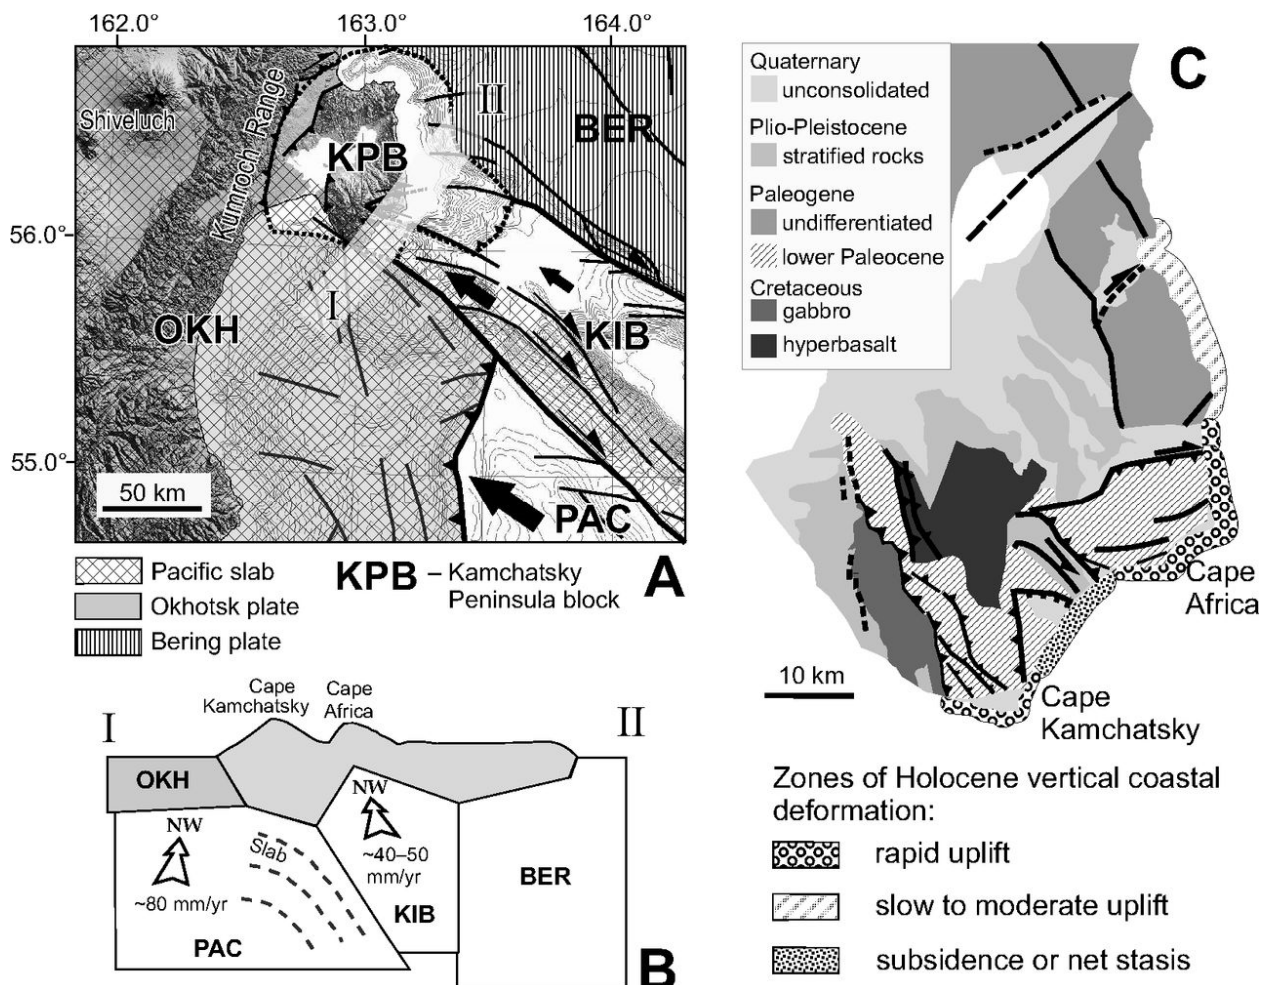 162.0°
163.0°
164.0°
56.0°
55.0°
Shiveluch
Kumroch Range
KPB
II
BER
I
OKH
KIB
PAC
50 km
A
Pacific slab
Okhotsk plate
Bering plate
KPB – Kamchatsky
Peninsula block
I
Cape
Kamchatsky
Cape
Africa
II
OKH
NW
~80 mm/yr
Slab
PAC
NW
~40–50
mm/yr
KIB
BER
B
C
Quaternary
unconsolidated
Plio-Pleistocene
stratified rocks
Paleogene
undifferentiated
lower Paleocene
Cretaceous
gabbro
hyperbasalt
Cape
Africa
10 km
Cape
Kamchatsky
Zones of Holocene vertical coastal
deformation:
rapid uplift
slow to moderate uplift
subsidence or net stasis